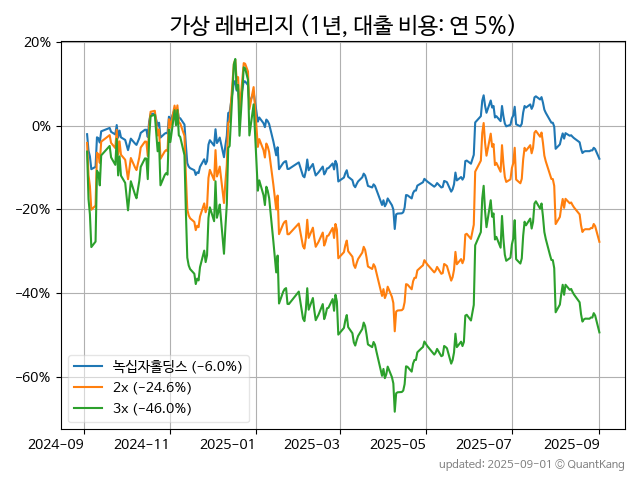 가상 레버리지 (1년, 대출 비용: 연 5%)
20%
0%
−20%
−40%
−60%
녹십자홀딩스 (−6.0%)
2x (−24.6%)
3x (−46.0%)
2024-09 2024-11 2025-01 2025-03 2025-05 2025-07 2025-09
updated: 2025-09-01 © QuantKang